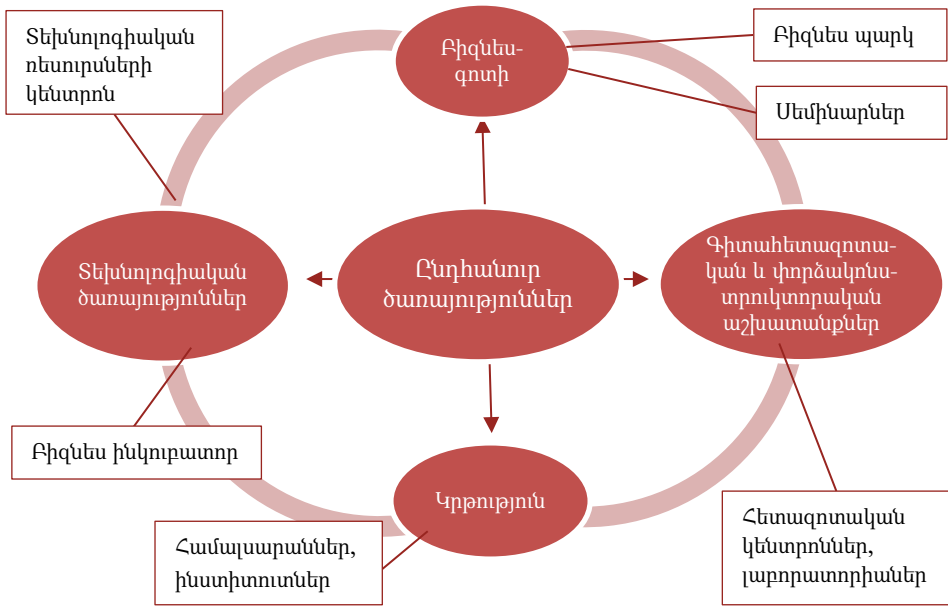 Տեխնոլոգիական
ռեսուրսների
կենտրոն
Բիզնես-
գոտի
Բիզնես պարկ
Սեմինարներ
Տեխնոլոգիական
ծառայություններ
Ընդհանուր
ծառայություններ
Գիտահետազոտա-
կան և փորձակոնս-
տրուկտորական
աշխատանքներ
Բիզնես ինկուբատոր
Կրթություն
Համալսարաններ,
ինստիտուտներ
Հետազոտական
կենտրոններ,
լաբորատորիաներ